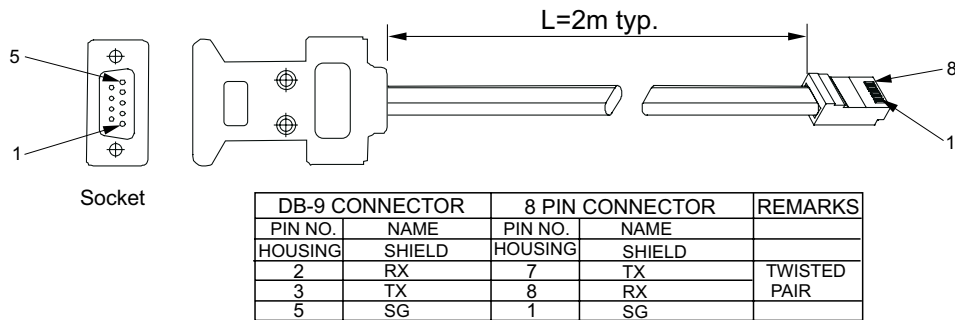 L=2m typ.
5
8
1
1
Socket
DB-9 CONNECTOR 8 PIN CONNECTOR REMARKS
PIN NO. NAME PIN NO. NAME
HOUSING SHIELD HOUSING SHIELD
2 RX 7 TX TWISTED
3 TX 8 RX PAIR
5 SG 1 SG